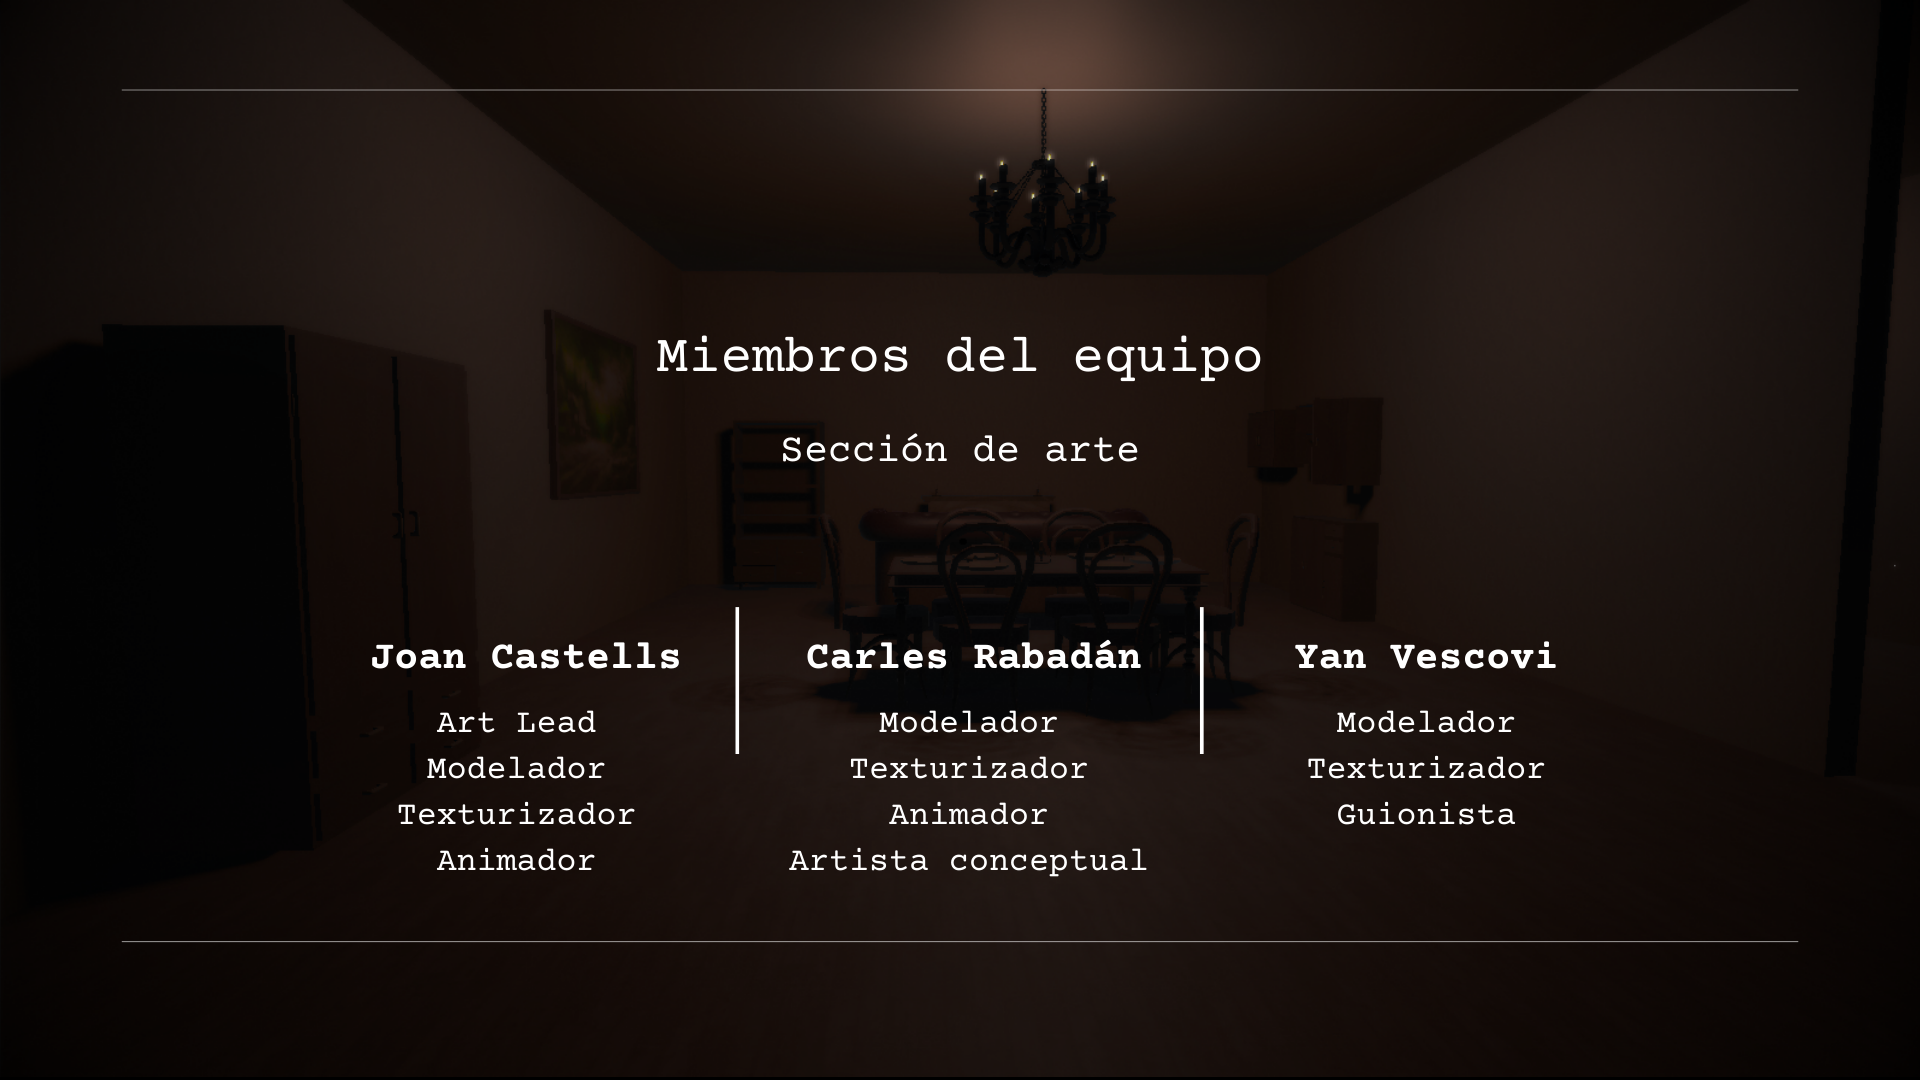 Miembros del equipo
Sección de arte
Joan Castells
Art Lead
Modelador
Texturizador
Animador
Carles Rabadán
Modelador
Texturizador
Animador
Artista conceptual
Yan Vescovi
Modelador
Texturizador
Guionista